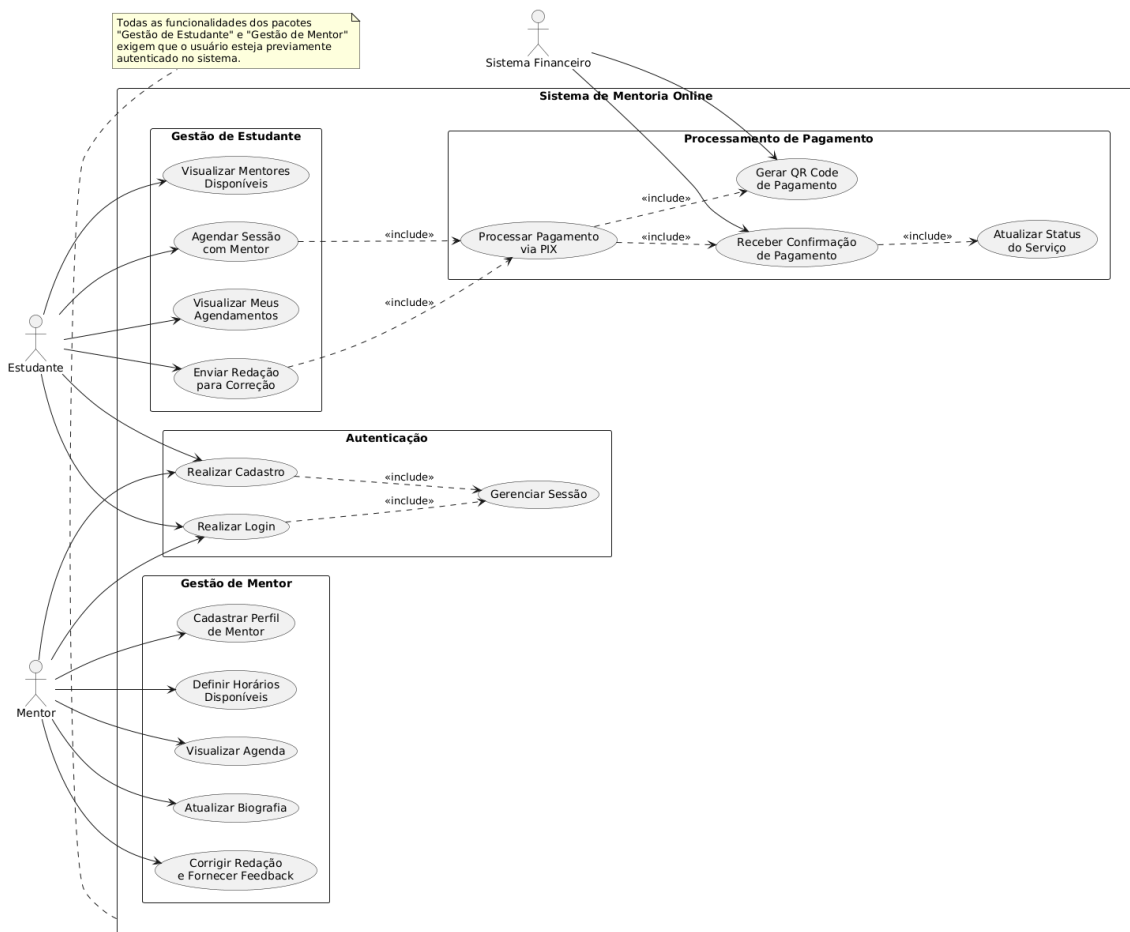 Todas as funcionalidades dos pacotes
"Gestão de Estudante" e "Gestão de Mentor"
exigem que o usuário esteja previamente
autenticado no sistema.
Sistema Financeiro
Sistema de Mentoria Online
Gestão de Estudante
Visualizar Mentores
Disponíveis
Agendar Sessão
com Mentor
Visualizar Meus
Agendamentos
Enviar Redação
para Correção
Processamento de Pagamento
Gerar QR Code
de Pagamento
«include»
Processar Pagamento
via PIX
«include»
«include»
Receber Confirmação
de Pagamento
«include»
Atualizar Status
do Serviço
«include»
Estudante
Autenticação
Realizar Cadastro
«include»
Gerenciar Sessão
«include»
Realizar Login
Gestão de Mentor
Cadastrar Perfil
de Mentor
Definir Horários
Disponíveis
Mentor
Visualizar Agenda
Atualizar Biografia
Corrigir Redação
e Fornecer Feedback